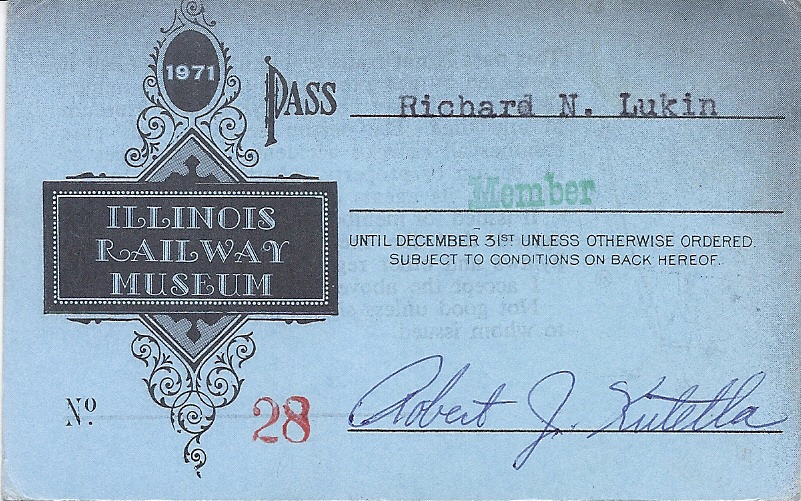 1971
PASS Richard N. Lukin
Member
ILLINOIS
RAILWAY
MUSEUM
UNTIL DECEMBER 31ST UNLESS OTHERWISE ORDERED.
SUBJECT TO CONDITIONS ON BACK HEREOF.
Nº. 28
Robert J. Kutella